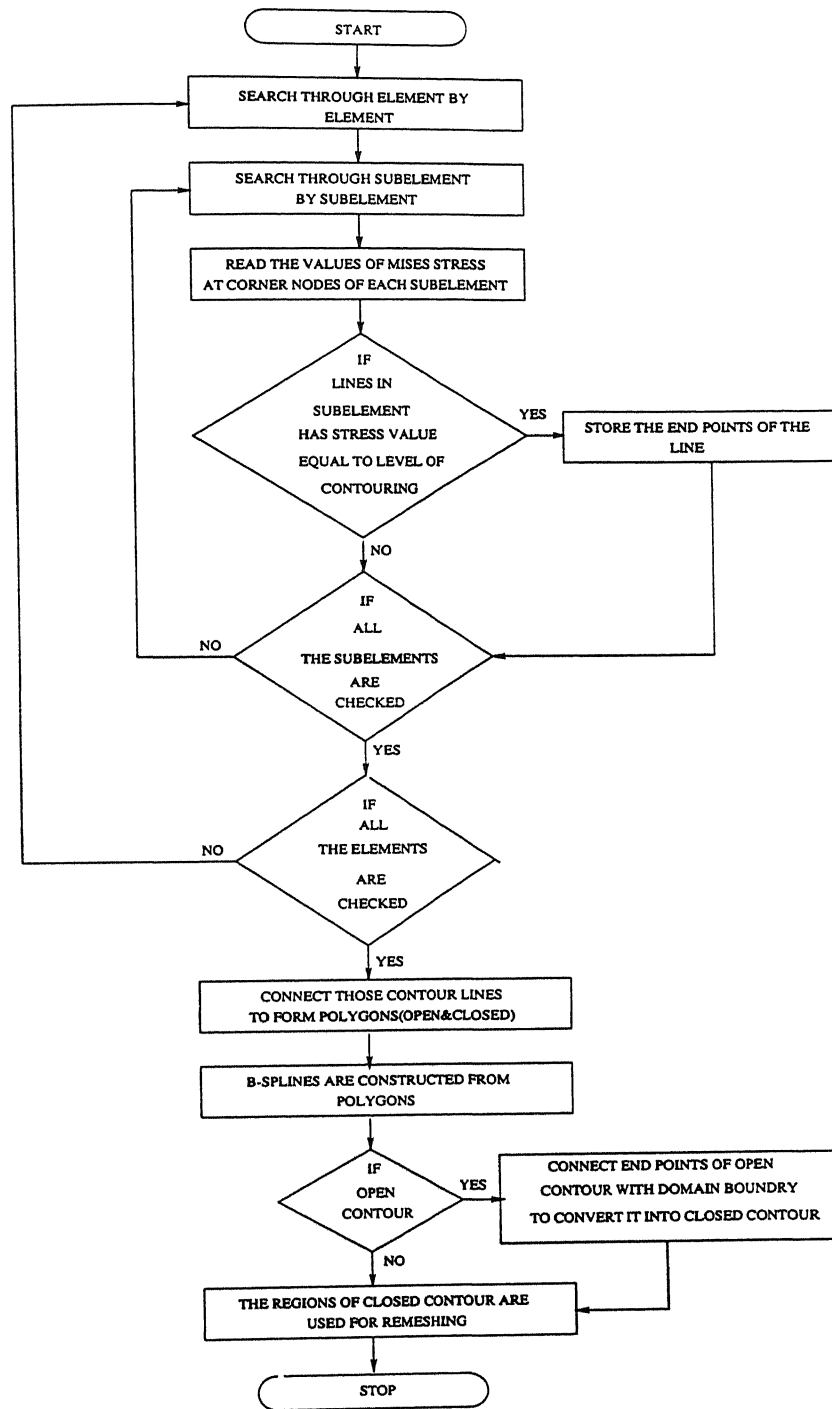 START
SEARCH THROUGH ELEMENT BY
ELEMENT
SEARCH THROUGH SUBELEMENT
BY SUBELEMENT
READ THE VALUES OF MISES STRESS
AT CORNER NODES OF EACH SUBELEMENT
IF
LINES IN
SUBELEMENT
HAS STRESS VALUE
EQUAL TO LEVEL OF
CONTOURING
YES
STORE THE END POINTS OF THE
LINE
NO
IF
ALL
THE SUBELEMENTS
ARE
CHECKED
NO
YES
IF
ALL
THE ELEMENTS
ARE
CHECKED
NO
YES
CONNECT THOSE CONTOUR LINES
TO FORM POLYGONS(OPEN&CLOSED)
B-SPLINES ARE CONSTRUCTED FROM
POLYGONS
IF
OPEN
CONTOUR
YES
CONNECT END POINTS OF OPEN
CONTOUR WITH DOMAIN BOUNDRY
TO CONVERT IT INTO CLOSED CONTOUR
NO
THE REGIONS OF CLOSED CONTOUR ARE
USED FOR REMESHING
STOP